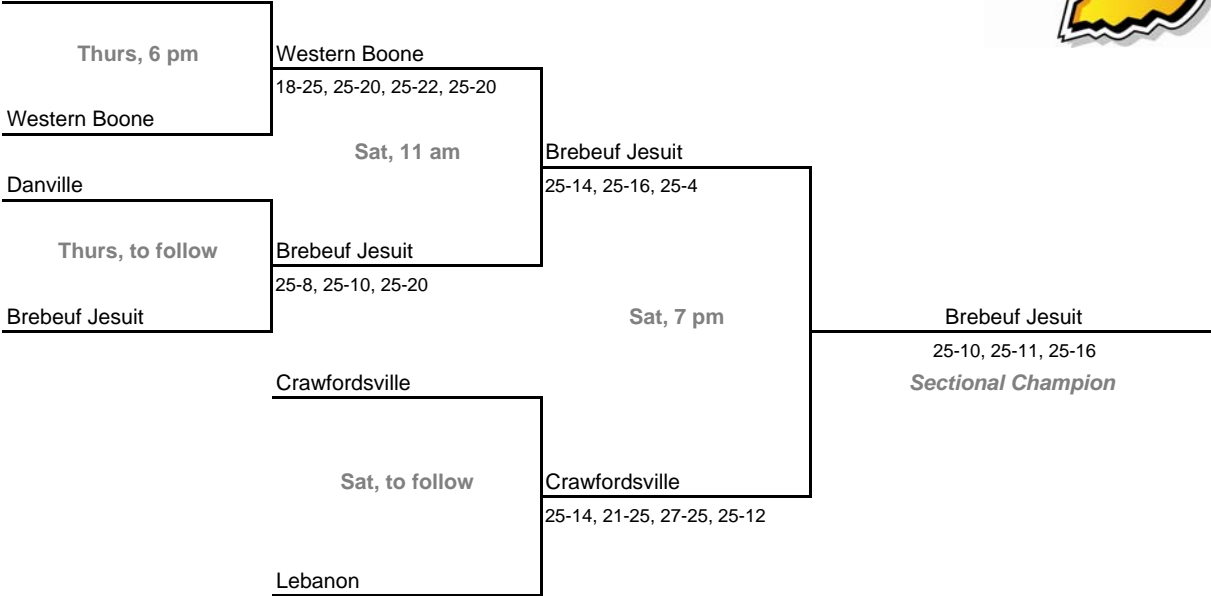 Thurs, 6 pm
Western Boone
18-25, 25-20, 25-22, 25-20
Western Boone
Sat, 11 am
Brebeuf Jesuit
Danville
25-14, 25-16, 25-4
Thurs, to follow
Brebeuf Jesuit
25-8, 25-10, 25-20
Brebeuf Jesuit
Sat, 7 pm
Brebeuf Jesuit
25-10, 25-11, 25-16
Crawfordsville
Sectional Champion
Sat, to follow
Crawfordsville
25-14, 21-25, 27-25, 25-12
Lebanon